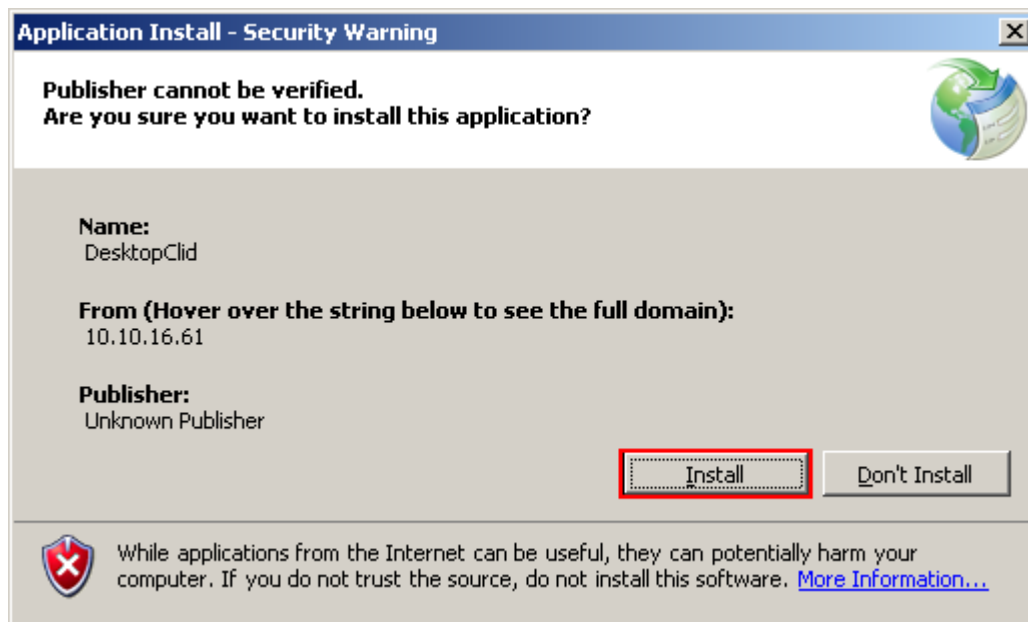 Application Install - Security Warning
Publisher cannot be verified.
Are you sure you want to install this application?
Name:
DesktopClid
From (Hover over the string below to see the full domain):
10.10.16.61
Publisher:
Unknown Publisher
Install Don't Install
While applications from the Internet can be useful, they can potentially harm your
computer. If you do not trust the source, do not install this software. More Information...